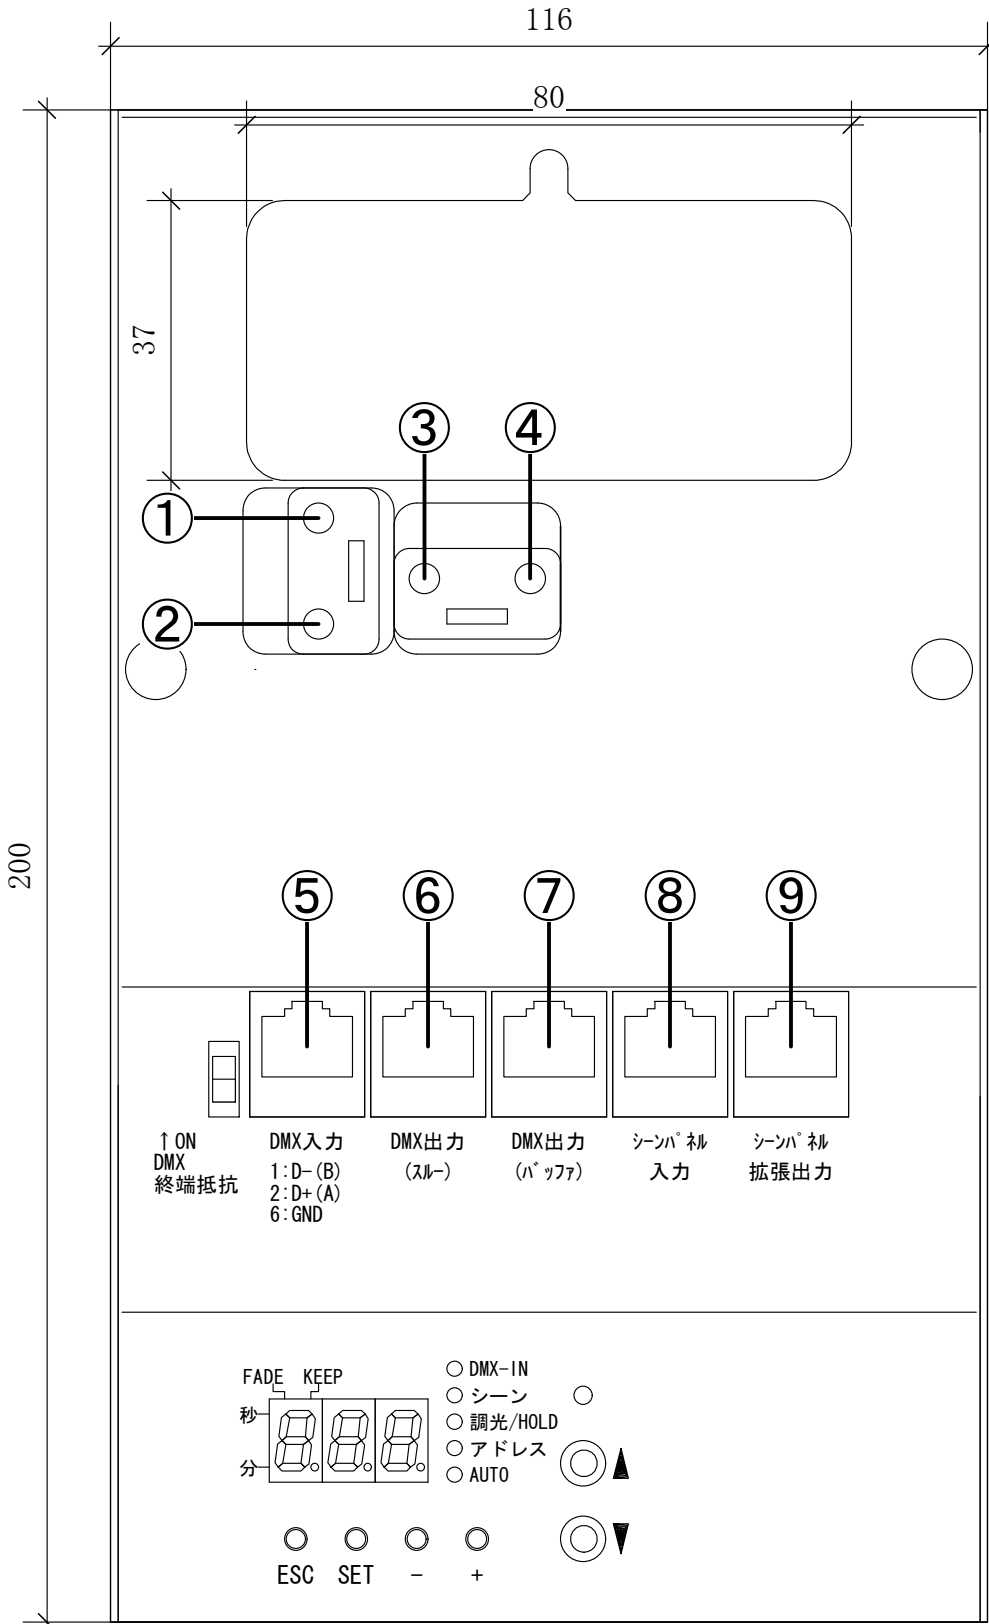 116
80
37
③ ④
①
②
200
⑤ ⑥ ⑦ ⑧ ⑨
↑ON
DMX
終端抵抗
DMX入力
1:D-(B)
2:D+(A)
6:GND
DMX出力
(ｽﾙｰ)
DMX出力
(ﾊﾞｯﾌｧ)
ｼｰﾝﾊﾟﾈﾙ
入力
ｼｰﾝﾊﾟﾈﾙ
拡張出力
FADE KEEP
秒
分
888
DMX-IN
シーン
調光/HOLD
アドレス
AUTO
▲
▼
ESC SET - +